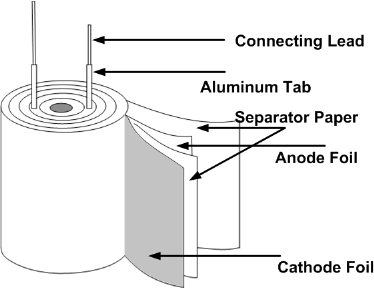 Connecting Lead
Aluminum Tab
Separator Paper
Anode Foil
Cathode Foil